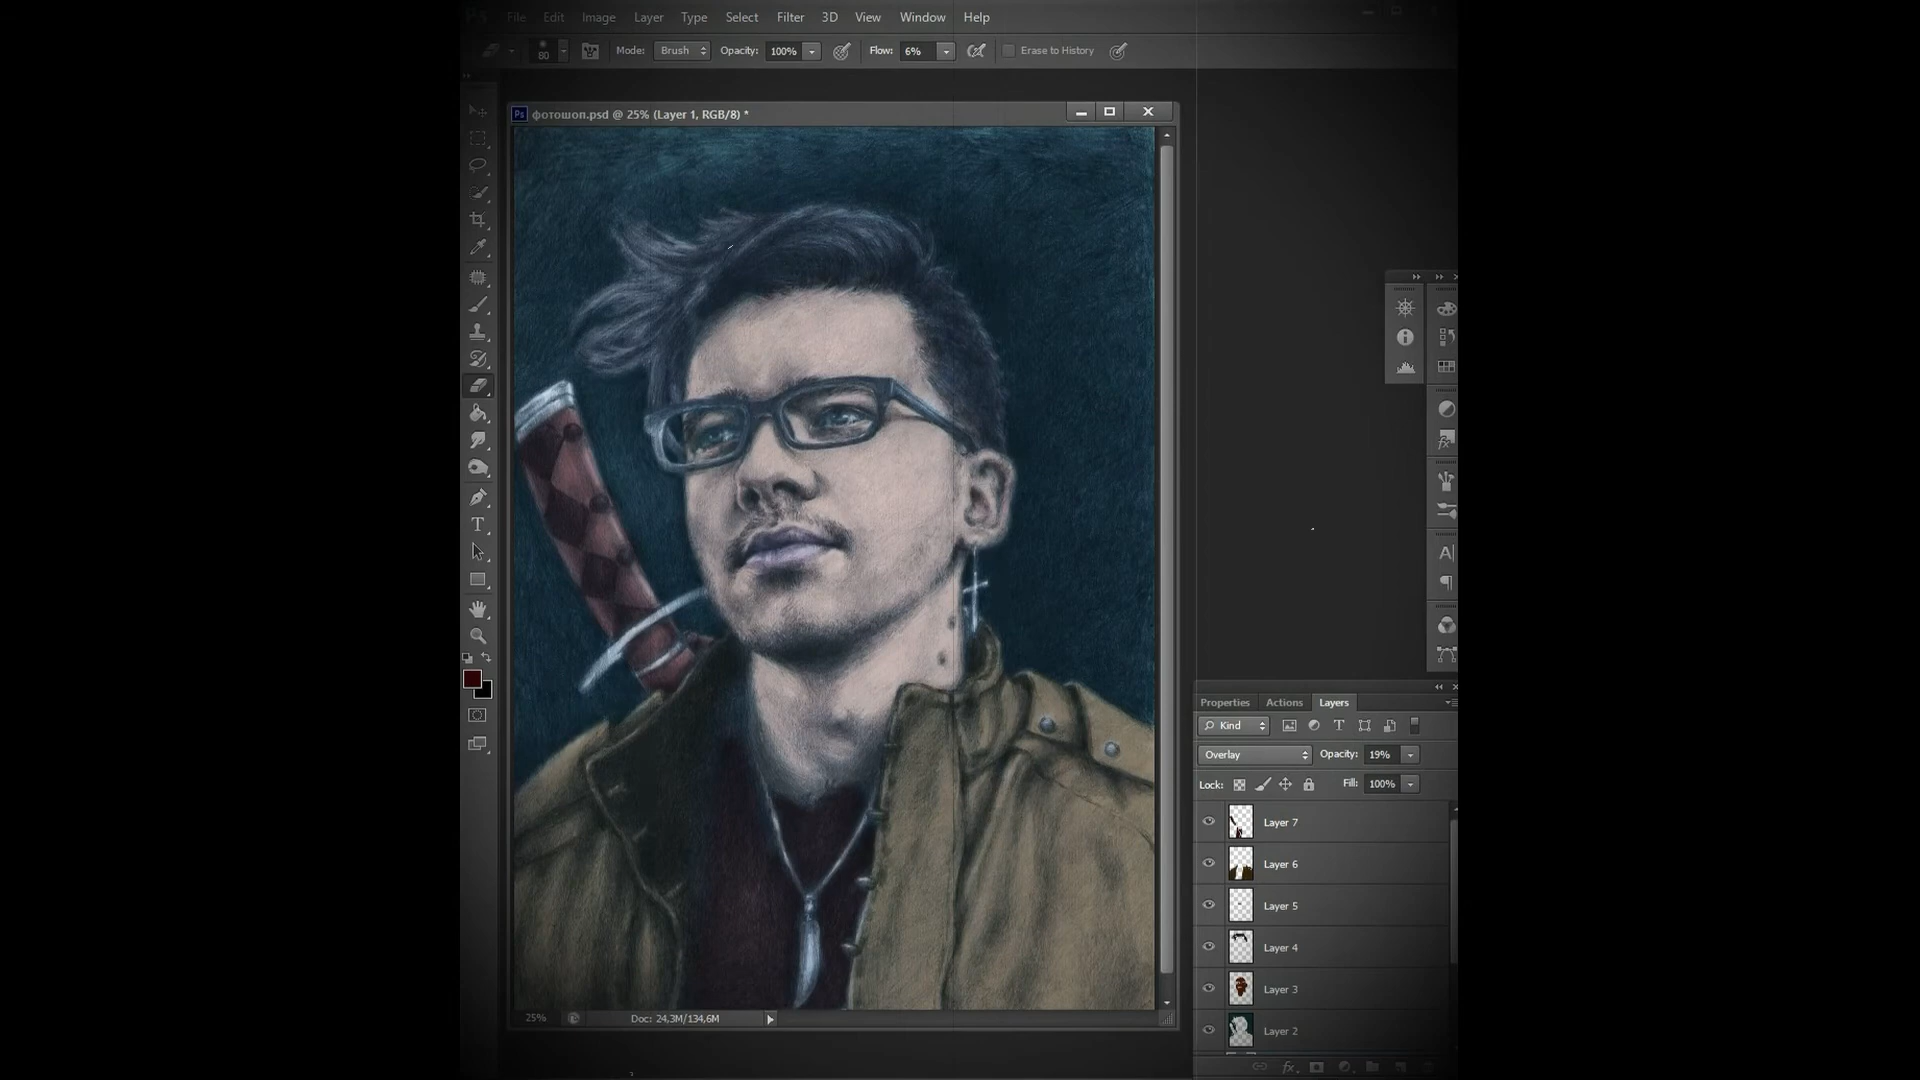 File Edit Image Layer Type Select Filter 3D View Window Help
80 Mode: Brush Opacity: 100% Flow: 6% Erase to History
Ps фотошоп.psd @ 25% (Layer 1, RGB/8) *
Properties Actions Layers
Kind
Overlay Opacity: 19%
Lock: Fill: 100%
Layer 7
Layer 6
Layer 5
Layer 4
Layer 3
Layer 2
25% Doc: 24,3M/134,6M